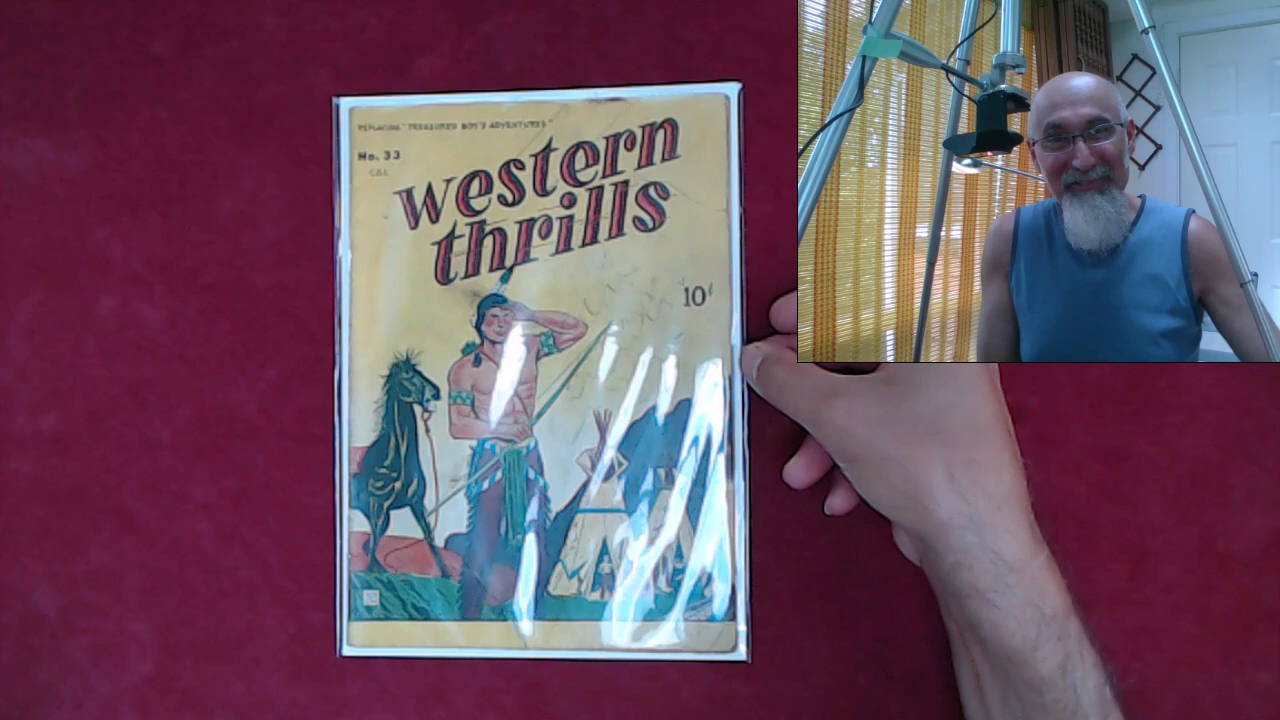 REPLACING "TREASURED BOY'S ADVENTURES"
No. 33
western
thrills
10¢